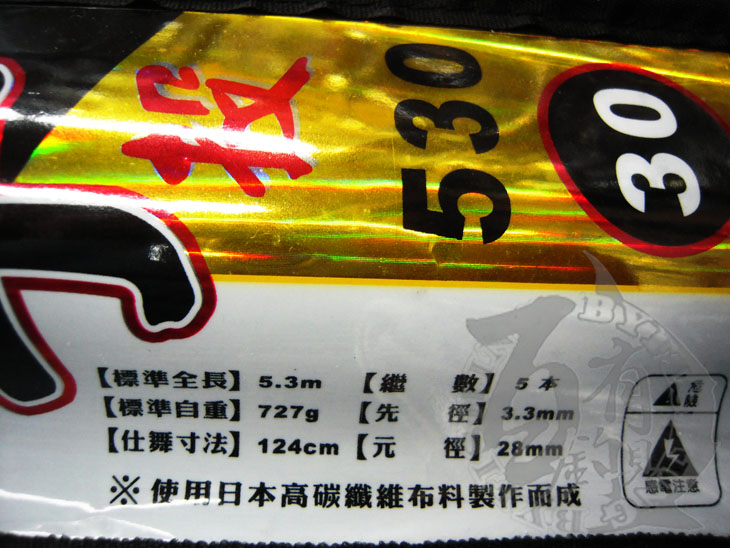 投
530
30
【標準全長】5.3m 【繼 數】5本
【標準自重】727g 【先 徑】3.3mm
【仕舞寸法】124cm【元 徑】28mm
※使用日本高碳纖維布料製作而成
感電注意